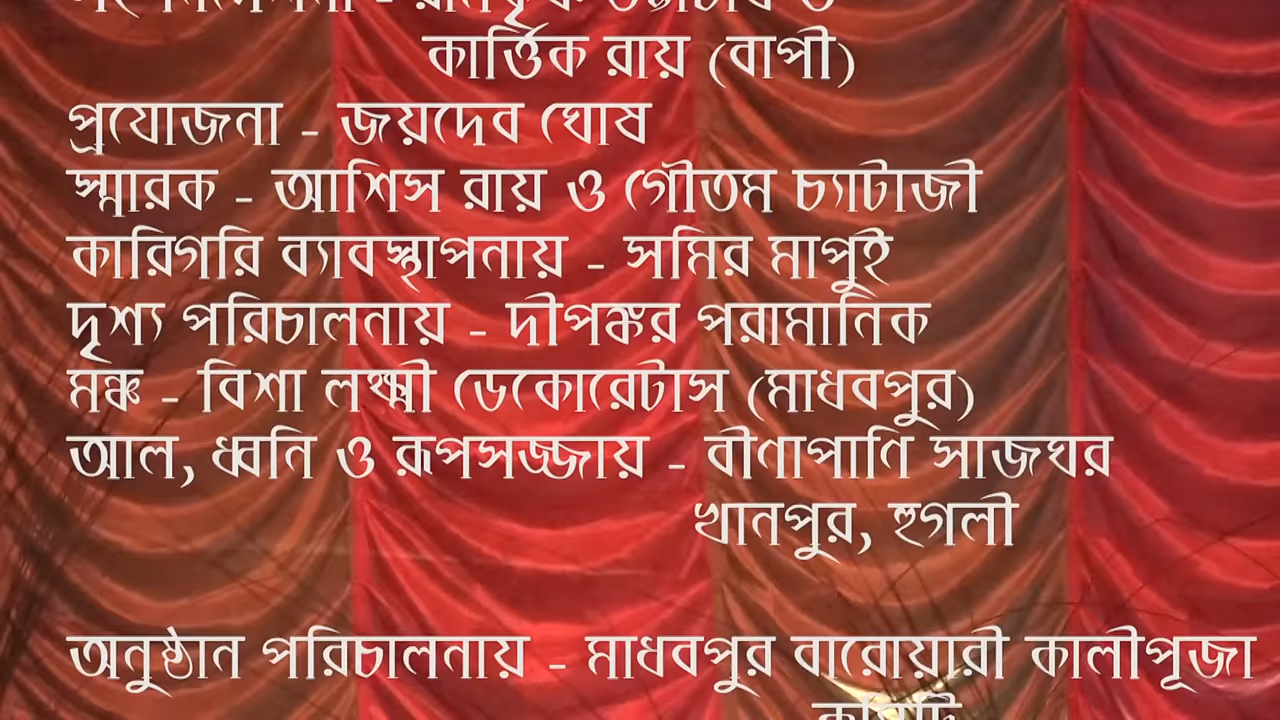 কার্ত্তিক রায় (বাপী)
প্রযোজনা - জয়দেব ঘোষ
স্মারক - আশিস রায় ও গৌতম চ্যাটার্জী
কারিগরি ব্যাবস্থাপনায় - সমির মাপুই
দৃশ্য পরিচালনায় - দীপঙ্কর পরামানিক
মঞ্চ - বিশা লক্ষ্মী ডেকোরেটাস (মাধবপুর)
আল, ধ্বনি ও রূপসজ্জায় - বীণাপাণি সাজঘর
খানপুর, হুগলী
অনুষ্ঠান পরিচালনায় - মাধবপুর বারোয়ারী কালীপূজা